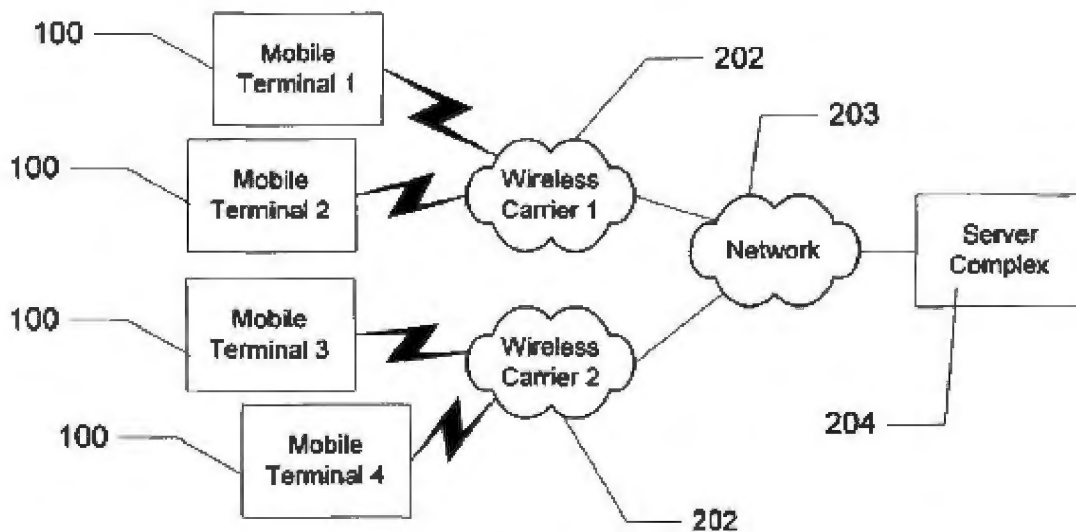 100
Mobile
Terminal 1
202
203
100
Mobile
Terminal 2
Wireless
Carrier 1
Network
Server
Complex
100
Mobile
Terminal 3
Wireless
Carrier 2
204
100
Mobile
Terminal 4
202